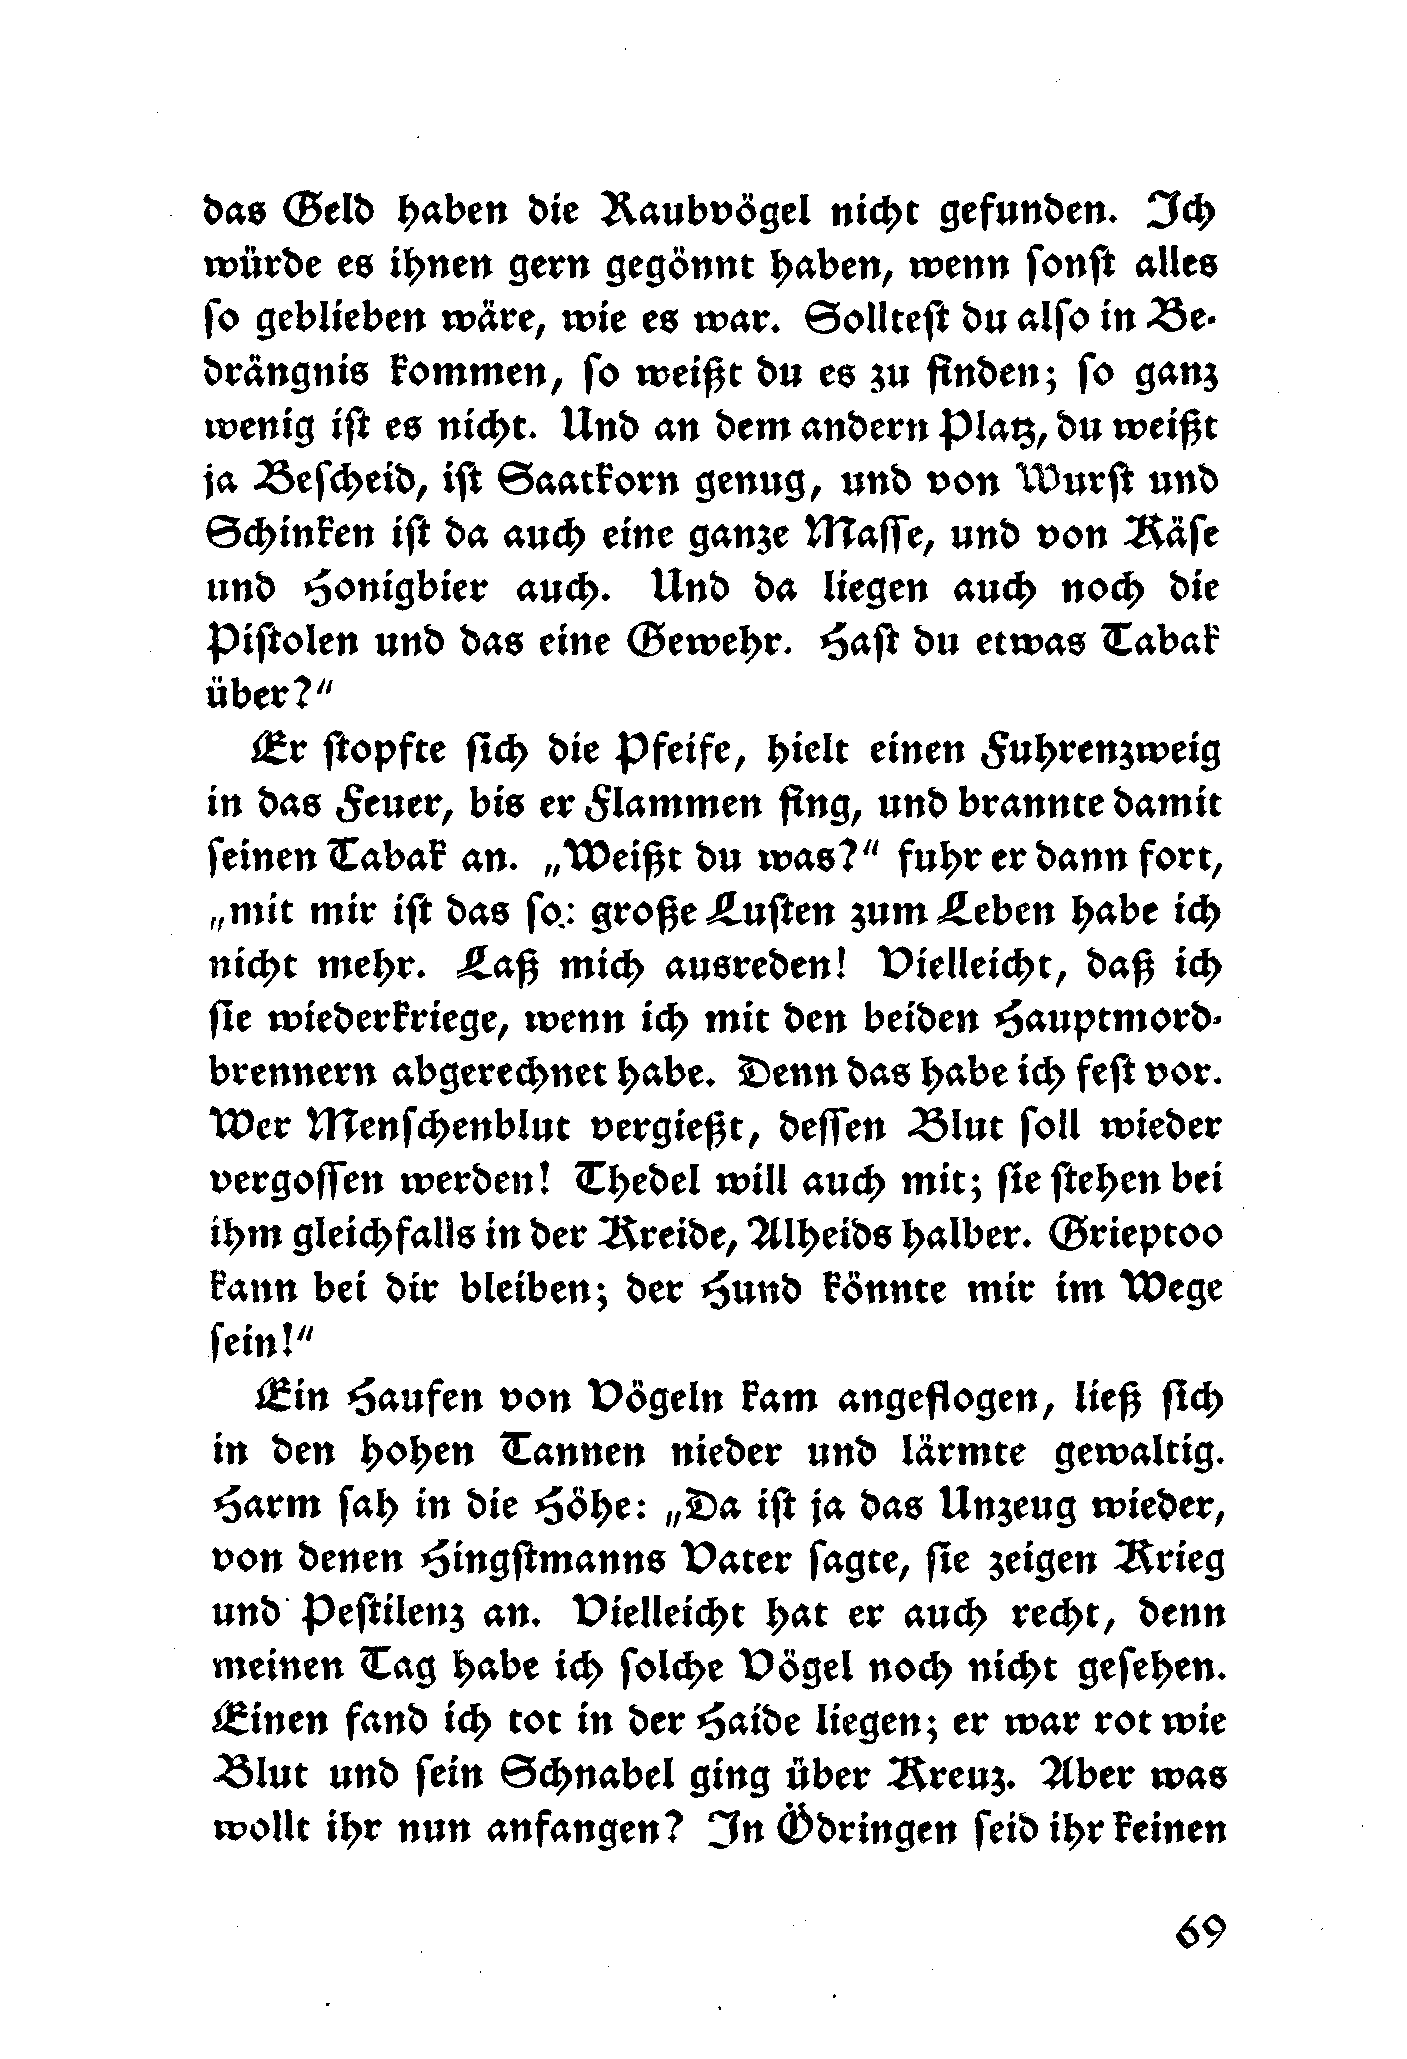 das Geld haben die Raubvögel nicht gefunden. Ich
würde es ihnen gern gegönnt haben, wenn sonst alles
so geblieben wäre, wie es war. Solltest du also in Be-
drängnis kommen, so weißt du es zu finden; so ganz
wenig ist es nicht. Und an dem andern Platz, du weißt
ja Bescheid, ist Saatkorn genug, und von Wurst und
Schinken ist da auch eine ganze Masse, und von Käse
und Honigbier auch. Und da liegen auch noch die
Pistolen und das eine Gewehr. Hast du etwas Tabak
über?“
Er stopfte sich die Pfeife, hielt einen Fuhrenzweig
in das Feuer, bis er Flammen fing, und brannte damit
seinen Tabak an. „Weißt du was?“ fuhr er dann fort,
„mit mir ist das so: große Lusten zum Leben habe ich
nicht mehr. Laß mich ausreden! Vielleicht, daß ich
sie wiederkriege, wenn ich mit den beiden Hauptmord-
brennern abgerechnet habe. Denn das habe ich fest vor.
Wer Menschenblut vergießt, dessen Blut soll wieder
vergossen werden! Thedel will auch mit; sie stehen bei
ihm gleichfalls in der Kreide, Alheids halber. Grieptoo
kann bei dir bleiben; der Hund könnte mir im Wege
sein!“
Ein Haufen von Vögeln kam angeflogen, ließ sich
in den hohen Tannen nieder und lärmte gewaltig.
Harm sah in die Höhe: „Da ist ja das Unzeug wieder,
von denen Hingstmanns Vater sagte, sie zeigen Krieg
und Pestilenz an. Vielleicht hat er auch recht, denn
meinen Tag habe ich solche Vögel noch nicht gesehen.
Einen fand ich tot in der Haide liegen; er war rot wie
Blut und sein Schnabel ging über Kreuz. Aber was
wollt ihr nun anfangen? In Ödringen seid ihr keinen
69